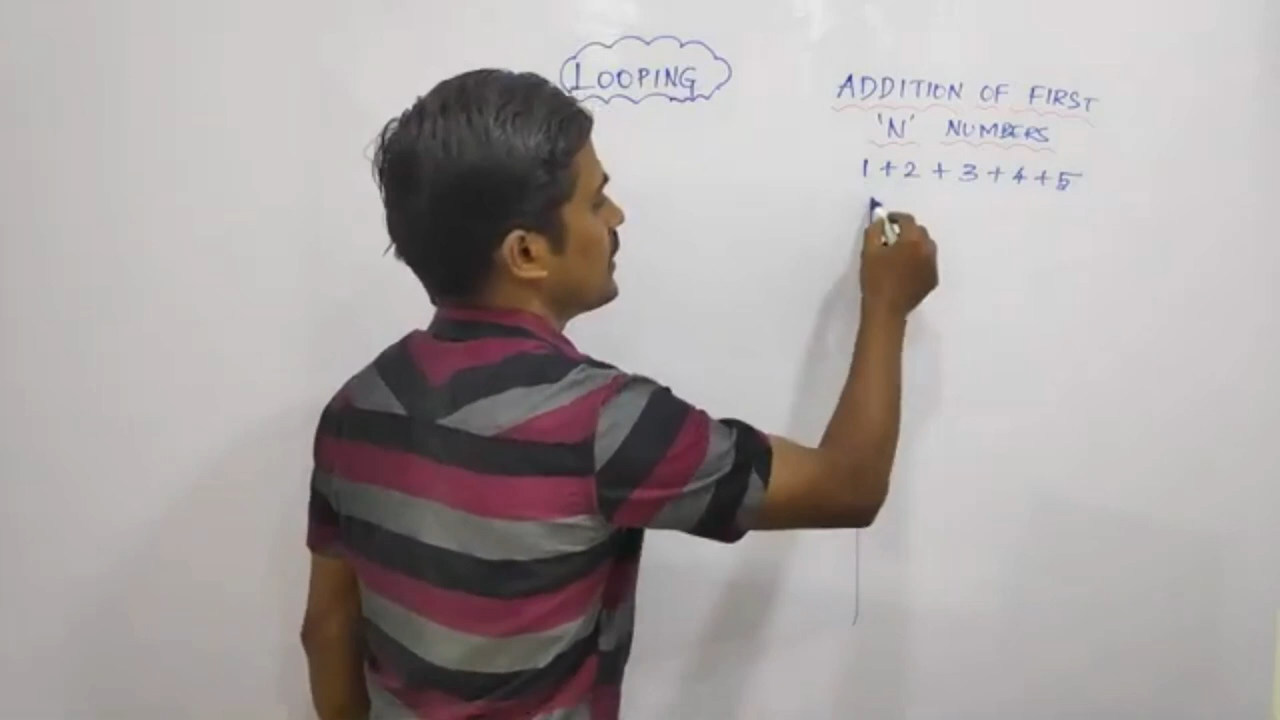 LOOPING
ADDITION OF FIRST
'N' NUMBERS
1 + 2 + 3 + 4 + 5